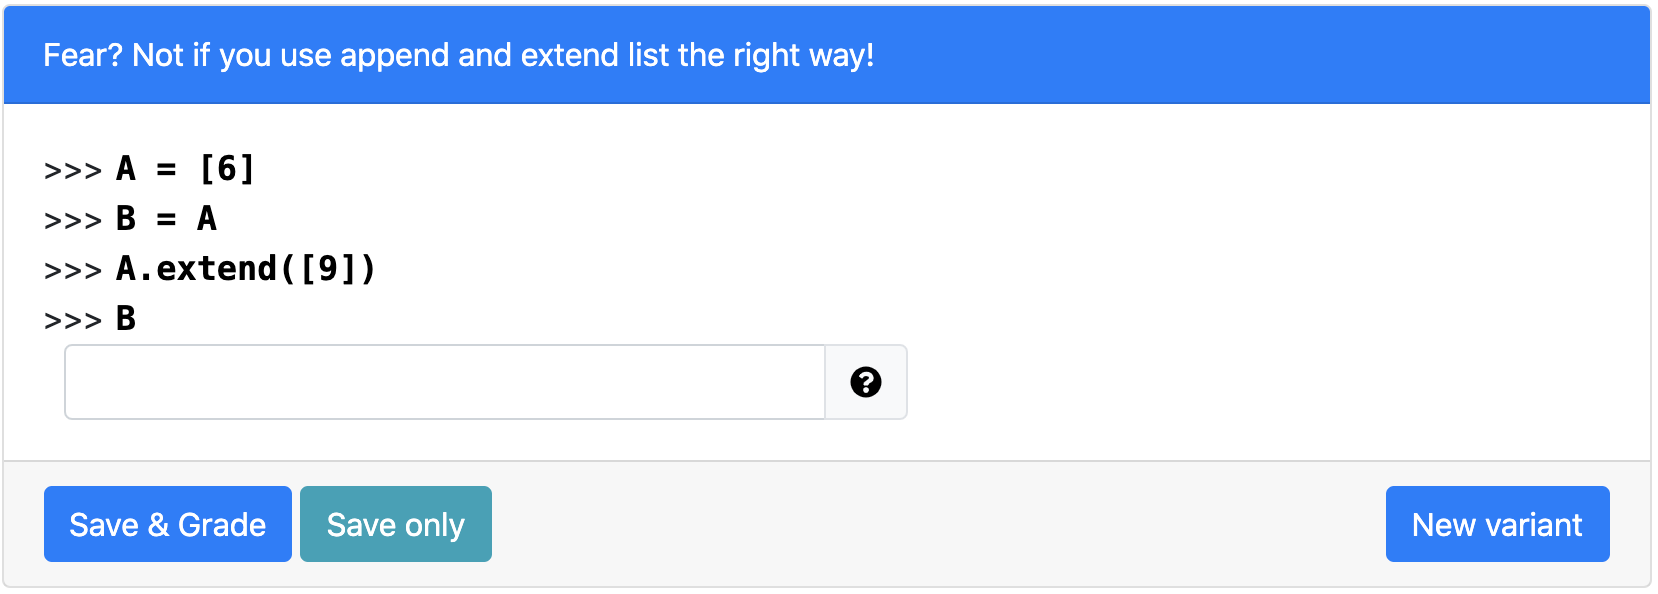 Fear? Not if you use append and extend list the right way!
>>> A = [6]
>>> B = A
>>> A.extend([9])
>>> B
?
Save & Grade
Save only
New variant